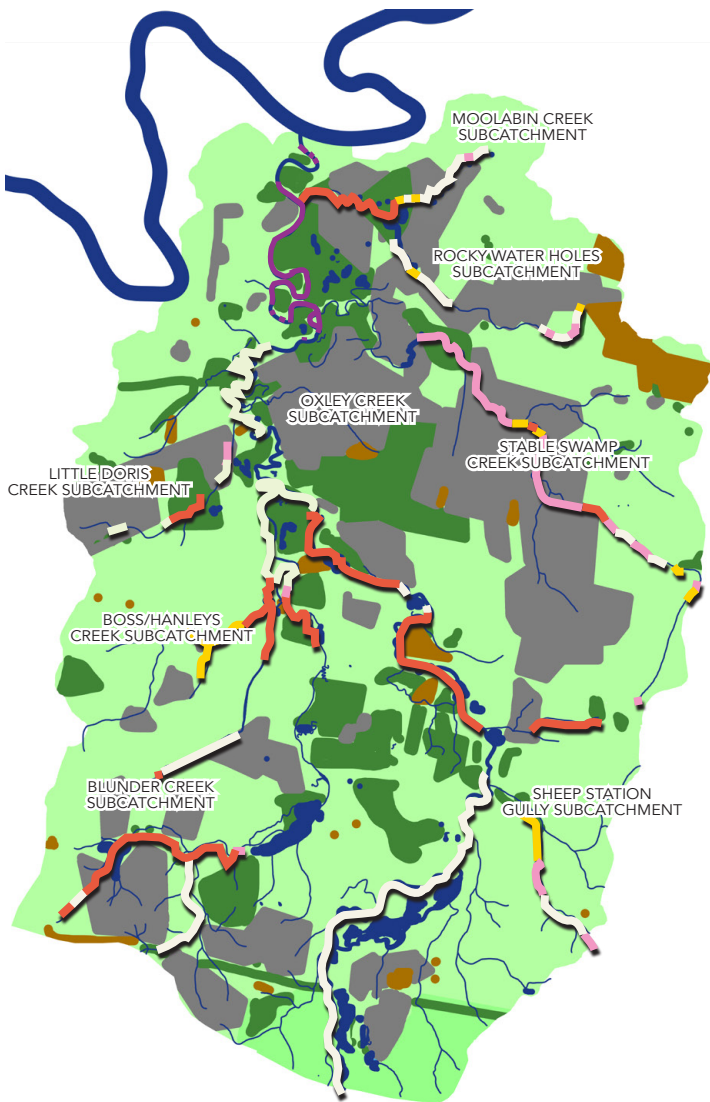 MOOLABIN CREEK
SUBCATCHMENT
ROCKY WATER HOLES
SUBCATCHMENT
OXLEY CREEK
SUBCATCHMENT
STABLE SWAMP
CREEK SUBCATCHMENT
LITTLE DORIS
CREEK SUBCATCHMENT
BOSS/HANLEYS
CREEK SUBCATCHMENT
BLUNDER CREEK
SUBCATCHMENT
SHEEP STATION
GULLY SUBCATCHMENT